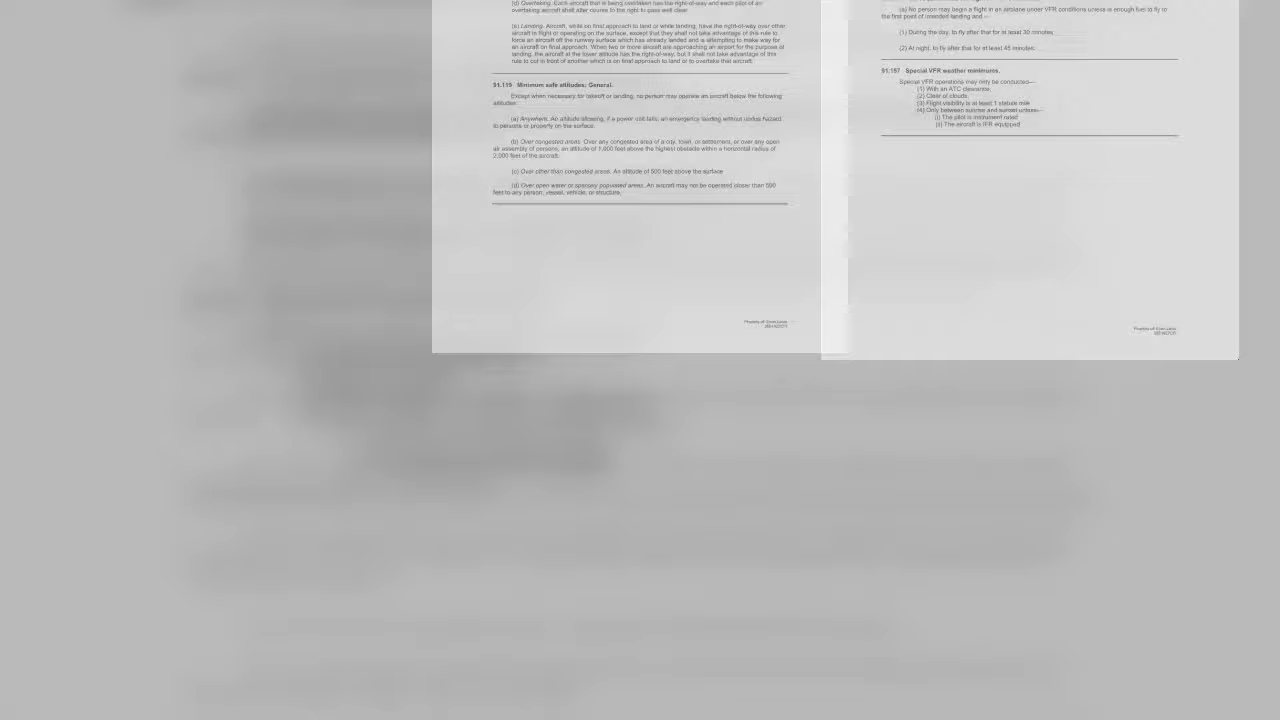 (d) Overtaking. Each aircraft that is being overtaken has the right-of-way and each pilot of an
overtaking aircraft shall alter course to the right to pass well clear.
(e) Landing. Aircraft, while on final approach to land or while landing, have the right-of-way over other
aircraft in flight or operating on the surface, except that they shall not take advantage of this rule to
force an aircraft off the runway surface which has already landed and is attempting to make way for
an aircraft on final approach. When two or more aircraft are approaching an airport for the purpose of
landing, the aircraft at the lower altitude has the right-of-way, but it shall not take advantage of this
rule to cut in front of another which is on final approach to land or to overtake that aircraft.
91.119 Minimum safe altitudes: General.
Except when necessary for takeoff or landing, no person may operate an aircraft below the following
altitudes:
(a) Anywhere. An altitude allowing, if a power unit fails, an emergency landing without undue hazard
to persons or property on the surface.
(b) Over congested areas. Over any congested area of a city, town, or settlement, or over any open
air assembly of persons, an altitude of 1,000 feet above the highest obstacle within a horizontal radius of
2,000 feet of the aircraft.
(c) Over other than congested areas. An altitude of 500 feet above the surface
(d) Over open water or sparsely populated areas. An aircraft may not be operated closer than 500
feet to any person, vessel, vehicle, or structure.
Property of
(a) No person may begin a flight in an airplane under VFR conditions unless is enough fuel to fly to
the first point of intended landing and —
(1) During the day, to fly after that for at least 30 minutes
(2) At night, to fly after that for at least 45 minutes
91.157 Special VFR weather minimums.
Special VFR operations may only be conducted—
(1) With an ATC clearance.
(2) Clear of clouds.
(3) Flight visibility is at least 1 statute mile
(4) Only between sunrise and sunset unless—
(i) The pilot is instrument rated
(ii) The aircraft is IFR equipped
Property of